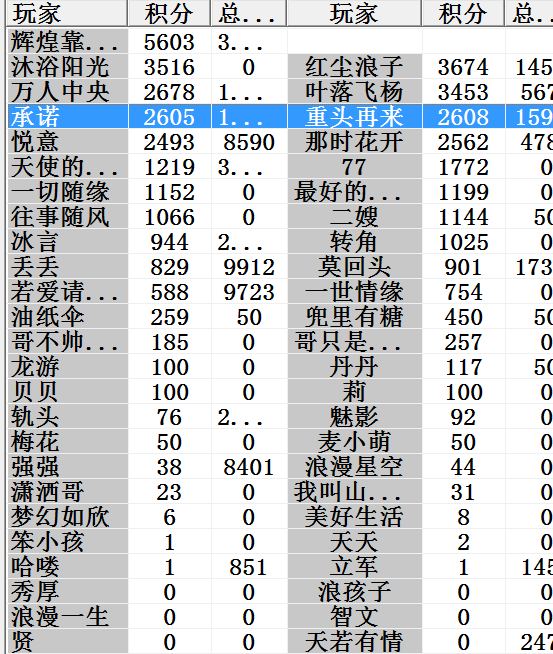 玩家 积分 总... 玩家 积分 总...
辉煌靠... 5603 3...
沐浴阳光 3516 0 红尘浪子 3674 145
万人中央 2678 1... 叶落飞杨 3453 567
承诺 2605 1... 重头再来 2608 159
悦意 2493 8590 那时花开 2562 478
天使的... 1219 3... 77 1772 0
一切随缘 1152 0 最好的... 1199 0
往事随风 1066 0 二嫂 1144 50
冰言 944 2... 转角 1025 0
丢丢 829 9912 莫回头 901 173
若爱请... 588 9723 一世情缘 754 0
油纸伞 259 50 兜里有糖 450 50
哥不帅... 185 0 哥只是... 257 0
龙游 100 0 丹丹 117 50
贝贝 100 0 莉 100 0
轨头 76 2... 魅影 92 0
梅花 50 0 麦小萌 50 0
强强 38 8401 浪漫星空 44 0
潇洒哥 23 0 我叫山... 31 0
梦幻如欣 6 0 美好生活 8 0
笨小孩 1 0 天天 2 0
哈喽 1 851 立军 1 145
秀厚 0 0 浪孩子 0 0
浪漫一生 0 0 智文 0 0
贤 0 0 天若有情 0 247